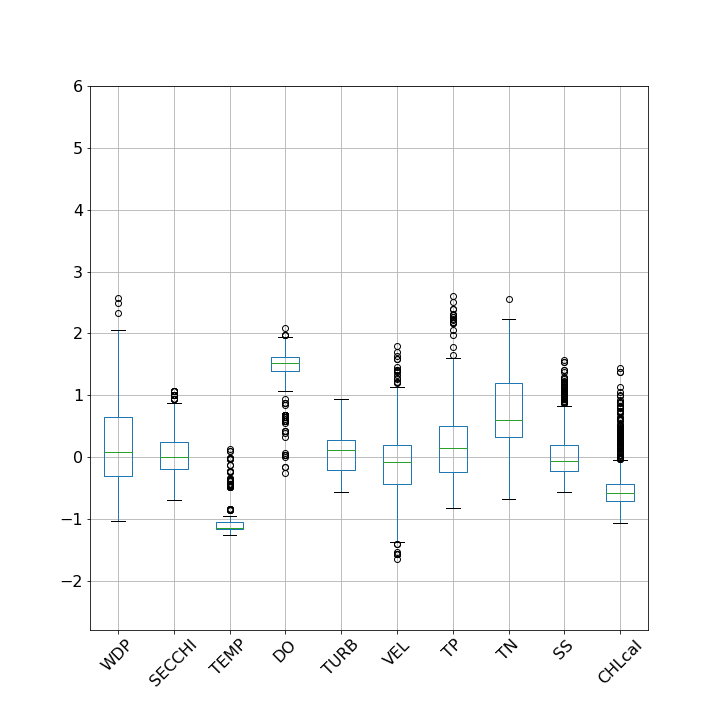 6
5
4
3
2
1
0
−1
−2
WDP
SECCHI
TEMP
DO
TURB
VEL
TP
TN
SS
CHLcal